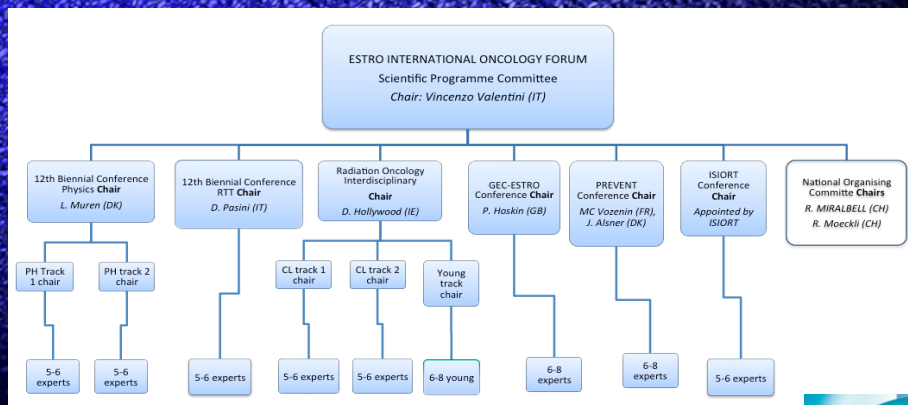 ESTRO INTERNATIONAL ONCOLOGY FORUM
Scientific Programme Committee
Chair: Vincenzo Valentini (IT)
12th Biennial Conference
Physics Chair
L. Muren (DK)
12th Biennial Conference
RTT Chair
D. Pasini (IT)
Radiation Oncology
Interdisciplinary
Chair
D. Hollywood (IE)
GEC-ESTRO
Conference Chair
P. Hoskin (GB)
PREVENT
Conference Chair
MC Vozenin (FR),
J. Alsner (DK)
ISIORT
Conference
Chair
Appointed by
ISIORT
National Organising
Committe Chairs
R. MIRALBELL (CH)
R. Moeckli (CH)
PH Track
1 chair
PH track 2
chair
CL track 1
chair
CL track 2
chair
Young
track
chair
5-6
experts
5-6
experts
5-6 experts
5-6 experts
5-6 experts
6-8 young
6-8
experts
6-8
experts
5-6 experts